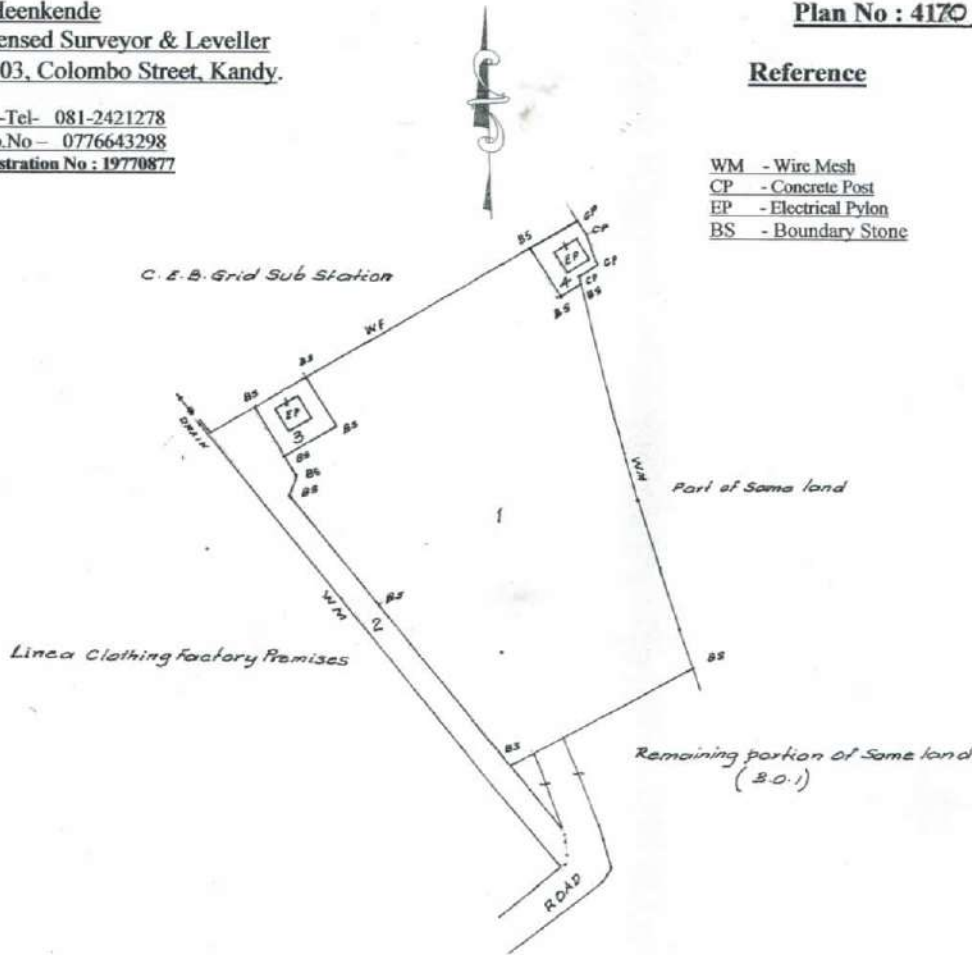 Heenkende
ensed Surveyor & Leveller
03, Colombo Street, Kandy.
-Tel- 081-2421278
.No – 0776643298
stration No : 19770877
Plan No : 4170
Reference
WM - Wire Mesh
CP - Concrete Post
EP - Electrical Pylon
BS - Boundary Stone
CP
BS
CP
EP
CP
C.E.B. Grid Sub Station
4
CP
BS
BS
WF
BS
BS
EP
BS
DRAIN
3
BS
BS
BS
WM
Part of Same land
1
BS
WM
2
Linea Clothing Factory Premises
BS
BS
Remaining portion of Same land
(B.O.I)
ROAD